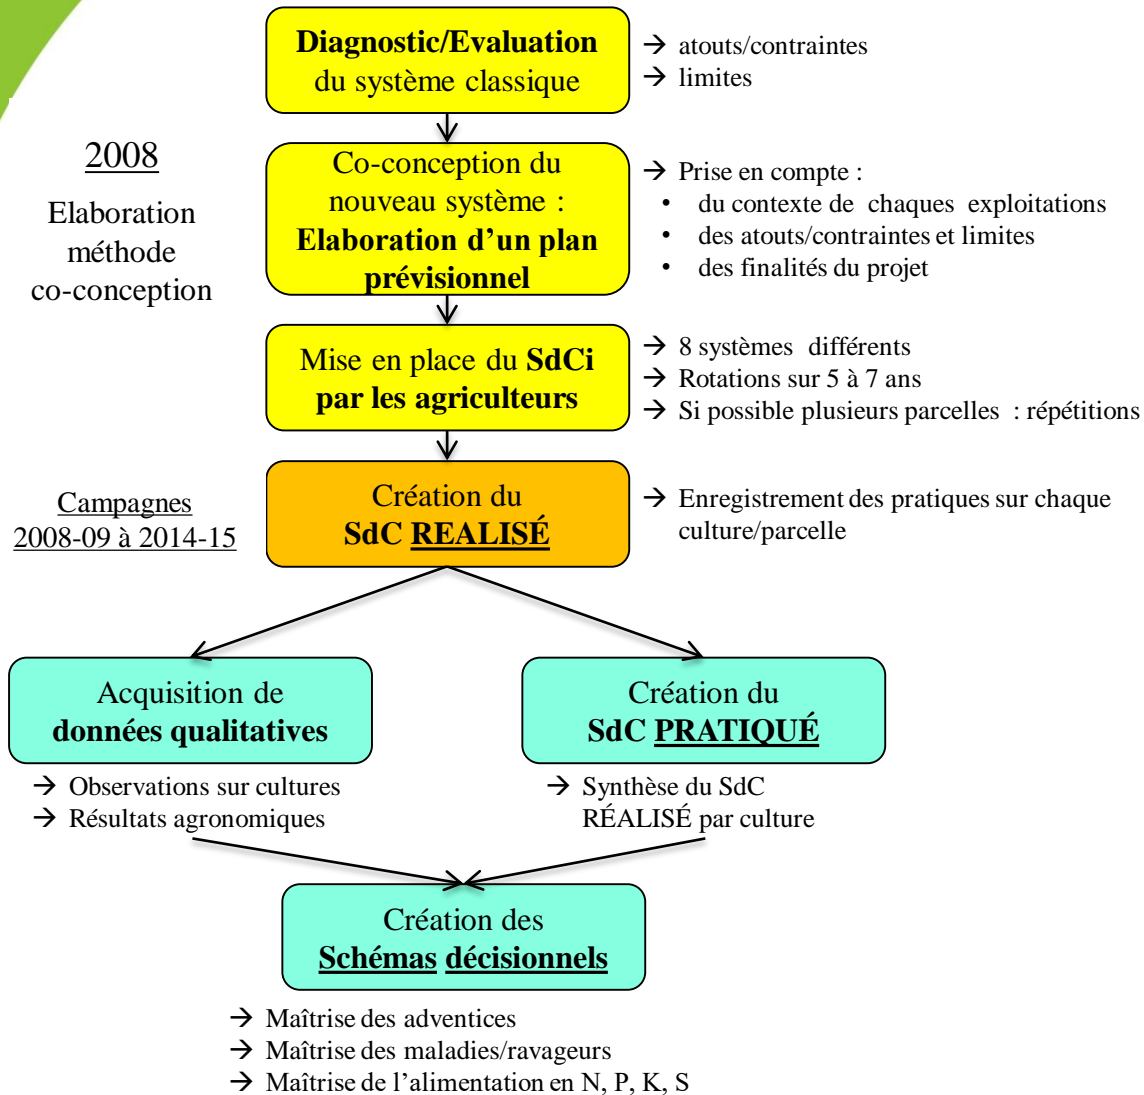 Diagnostic/Evaluation
du système classique
→ atouts/contraintes
→ limites
2008
Elaboration
méthode
co-conception
Co-conception du
nouveau système :
Elaboration d’un plan
prévisionnel
→ Prise en compte :
• du contexte de chaques exploitations
• des atouts/contraintes et limites
• des finalités du projet
Mise en place du SdCi
par les agriculteurs
→ 8 systèmes différents
→ Rotations sur 5 à 7 ans
→ Si possible plusieurs parcelles : répétitions
Campagnes
2008-09 à 2014-15
Création du
SdC REALISÉ
→ Enregistrement des pratiques sur chaque
culture/parcelle
Acquisition de
données qualitatives
→ Observations sur cultures
→ Résultats agronomiques
Création du
SdC PRATIQUÉ
→ Synthèse du SdC
RÉALISÉ par culture
Création des
Schémas décisionnels
→ Maîtrise des adventices
→ Maîtrise des maladies/ravageurs
→ Maîtrise de l’alimentation en N, P, K, S